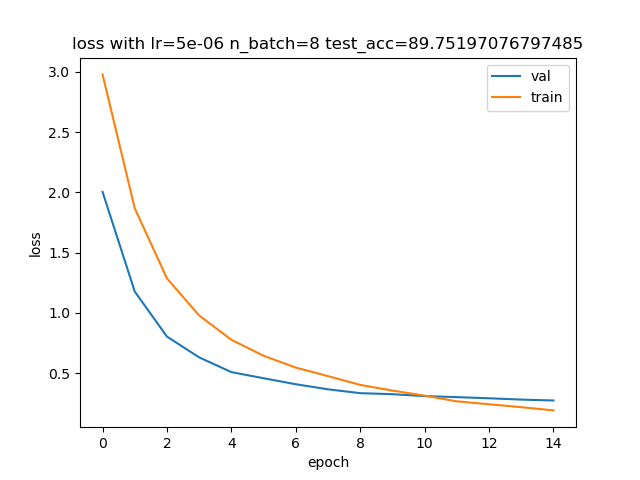 loss with lr=5e-06 n_batch=8 test_acc=89.75197076797485
val
train
3.0
2.5
2.0
1.5
1.0
0.5
loss
0 2 4 6 8 10 12 14
epoch